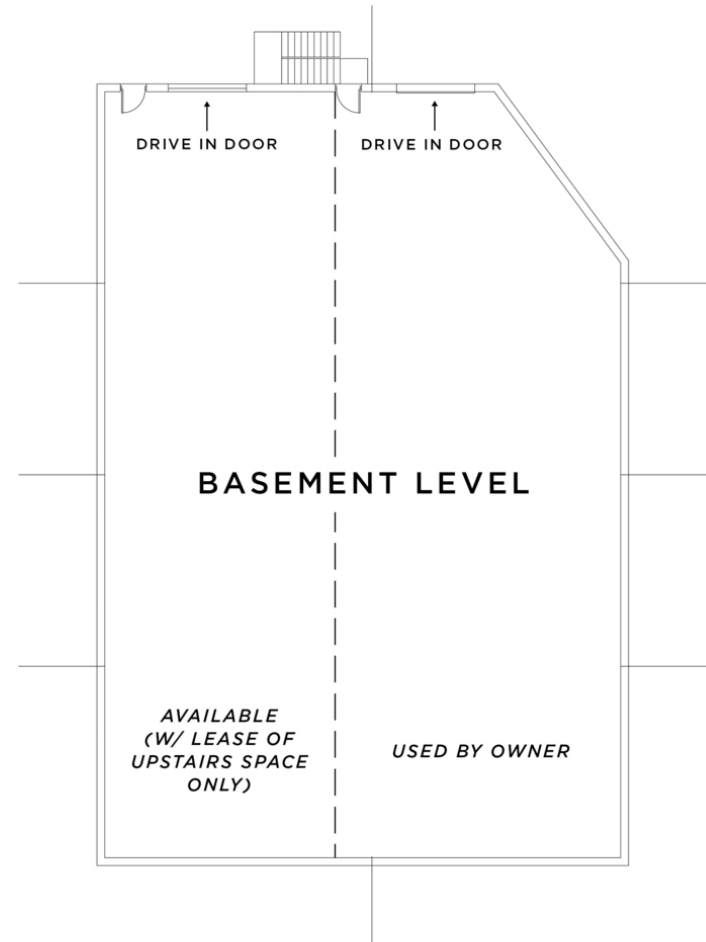 DRIVE IN DOOR
DRIVE IN DOOR
BASEMENT LEVEL
AVAILABLE
(W/ LEASE OF
UPSTAIRS SPACE
ONLY)
USED BY OWNER